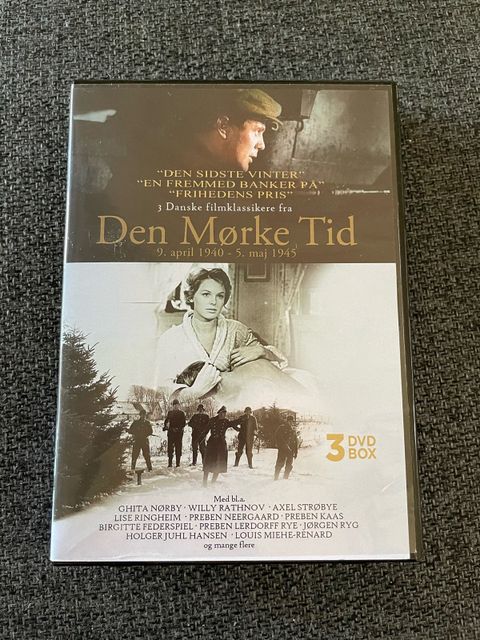 "DEN SIDSTE VINTER"
"EN FREMMED BANKER PÅ"
"FRIHEDENS PRIS"
3 Danske filmklassikere fra
Den Mørke Tid
9. april 1940 - 5. maj 1945
3 DVD BOX
Med bl.a.
GHITA NØRBY · WILLY RATHNOV · AXEL STRØBYE
LISE RINGHEIM · PREBEN NEERGAARD · PREBEN KAAS
BIRGITTE FEDERSPIEL · PREBEN LERDORFF RYE · JØRGEN RYG
HOLGER JUHL HANSEN · LOUIS MIEHE-RENARD
og mange flere